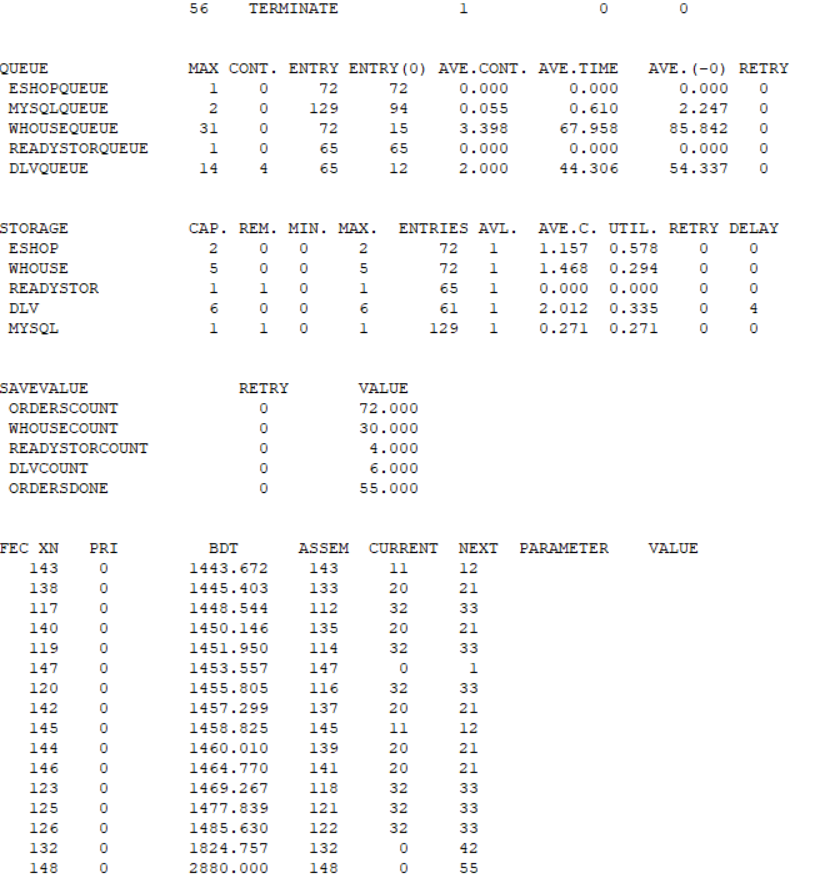 56 TERMINATE 1 0 0
QUEUE MAX CONT. ENTRY ENTRY(0) AVE.CONT. AVE.TIME AVE.(-0) RETRY
ESHOPQUEUE 1 0 72 72 0.000 0.000 0.000 0
MYSQLQUEUE 2 0 129 94 0.055 0.610 2.247 0
WHOUSEQUEUE 31 0 72 15 3.398 67.958 85.842 0
READYSTORQUEUE 1 0 65 65 0.000 0.000 0.000 0
DLVQUEUE 14 4 65 12 2.000 44.306 54.337 0
STORAGE CAP. REM. MIN. MAX. ENTRIES AVL. AVE.C. UTIL. RETRY DELAY
ESHOP 2 0 0 2 72 1 1.157 0.578 0 0
WHOUSE 5 0 0 5 72 1 1.468 0.294 0 0
READYSTOR 1 1 0 1 65 1 0.000 0.000 0 0
DLV 6 0 0 6 61 1 2.012 0.335 0 4
MYSQL 1 1 0 1 129 1 0.271 0.271 0 0
SAVEVALUE RETRY VALUE
ORDERSCOUNT 0 72.000
WHOUSECOUNT 0 30.000
READYSTORCOUNT 0 4.000
DLVCOUNT 0 6.000
ORDERSDONE 0 55.000
FEC XN PRI BDT ASSEM CURRENT NEXT PARAMETER VALUE
143 0 1443.672 143 11 12
138 0 1445.403 133 20 21
117 0 1448.544 112 32 33
140 0 1450.146 135 20 21
119 0 1451.950 114 32 33
147 0 1453.557 147 0 1
120 0 1455.805 116 32 33
142 0 1457.299 137 20 21
145 0 1458.825 145 11 12
144 0 1460.010 139 20 21
146 0 1464.770 141 20 21
123 0 1469.267 118 32 33
125 0 1477.839 121 32 33
126 0 1485.630 122 32 33
132 0 1824.757 132 0 42
148 0 2880.000 148 0 55